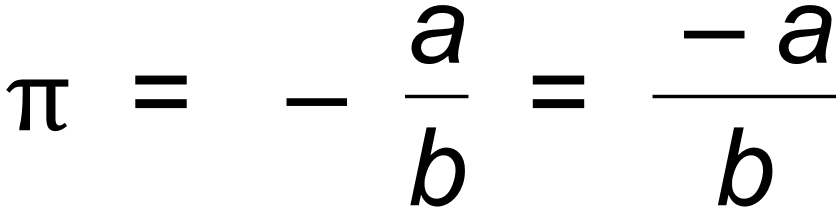 π = − a/b = − a/b